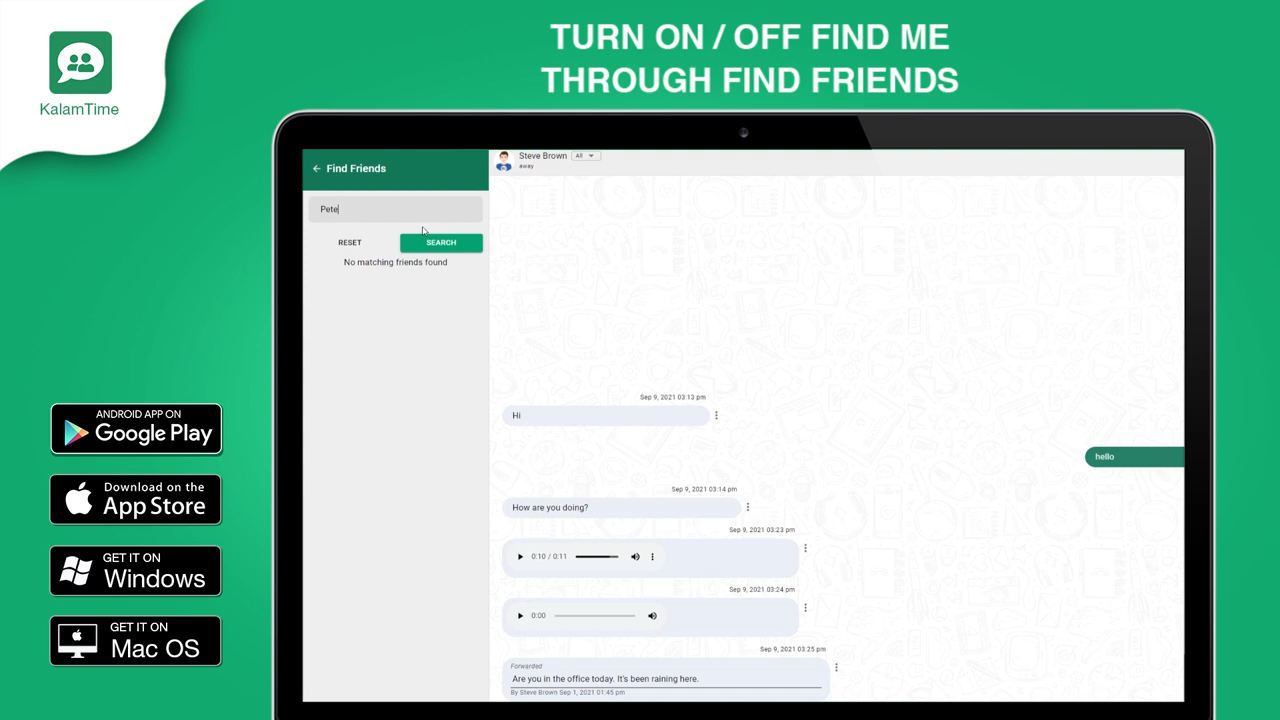 KalamTime
TURN ON / OFF FIND ME
THROUGH FIND FRIENDS
Find Friends
Pete
RESET
SEARCH
No matching friends found
Steve Brown
All
away
Sep 9, 2021 03:13 pm
Hi
hello
Sep 9, 2021 03:14 pm
How are you doing?
Sep 9, 2021 03:23 pm
0:10 / 0:11
Sep 9, 2021 03:24 pm
0:00
Sep 9, 2021 03:25 pm
Forwarded
Are you in the office today. It's been raining here.
By Steve Brown Sep 1, 2021 01:45 pm
ANDROID APP ON
Google Play
Download on the
App Store
GET IT ON
Windows
GET IT ON
Mac OS